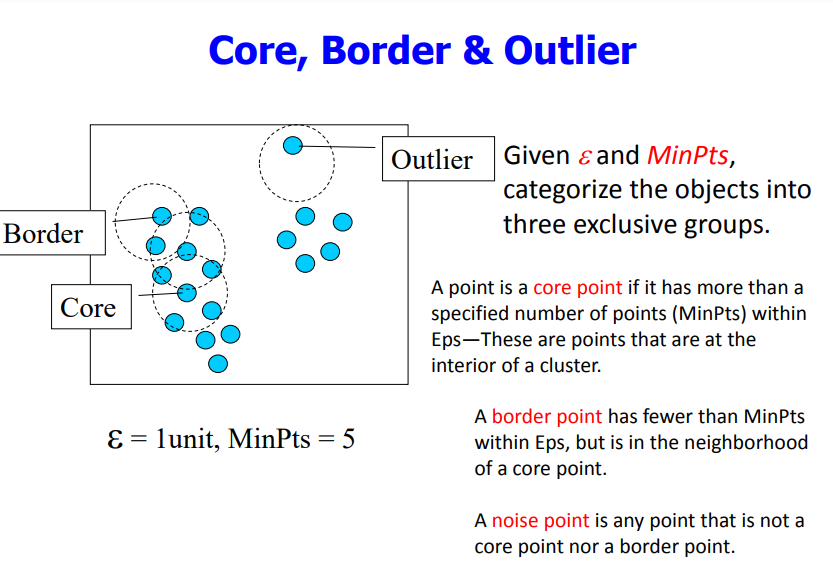 Core, Border & Outlier
Outlier
Border
Core
ε = 1unit, MinPts = 5
Given ε and MinPts,
categorize the objects into
three exclusive groups.
A point is a core point if it has more than a
specified number of points (MinPts) within
Eps—These are points that are at the
interior of a cluster.
A border point has fewer than MinPts
within Eps, but is in the neighborhood
of a core point.
A noise point is any point that is not a
core point nor a border point.